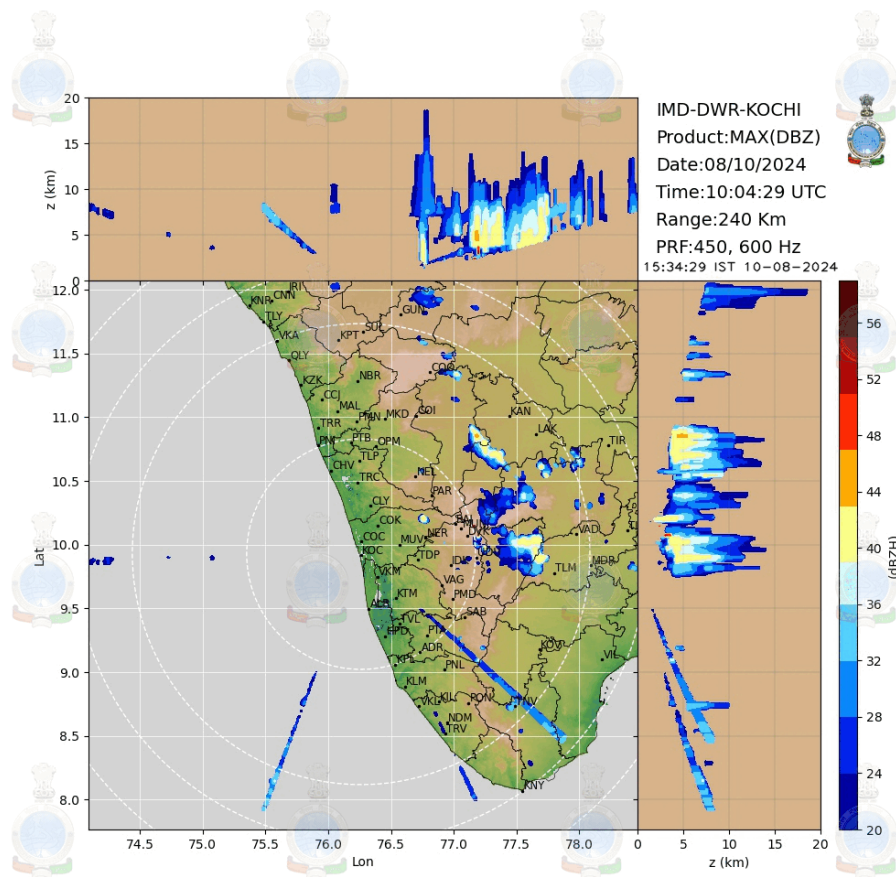 IMD-DWR-KOCHI
Product:MAX(DBZ)
Date:08/10/2024
Time:10:04:29 UTC
Range:240 Km
PRF:450, 600 Hz
15:34:29 IST 10-08-2024
20
15
10
5
0
z (km)
12.0
11.5
11.0
10.5
10.0
9.5
9.0
8.5
8.0
Lat
74.5 75.0 75.5 76.0 76.5 77.0 77.5 78.0
Lon
0 5 10 15 20
z (km)
56
52
48
44
40
36
32
28
24
20
(dBZH)
IRI
CNN
KNR
GUN
TLY
SUL
VKA
KPT
QLY
COO
NBR
KZK
CCJ
MAL
COI
KAN
MKD
TRR
LAK
PTB
OPM
TIR
PNI
TLP
CHV
NEL
TRC
PAR
CLY
COK
MUN
VAD
COC
MUV
NER
KOC
TDP
MDR
TLM
VKM
VAG
KTM
PMD
ALP
SAB
TVL
ADR
KOV
PNL
VIL
KLM
KIL
PON
VKL
TNV
NDM
TRV
KNY